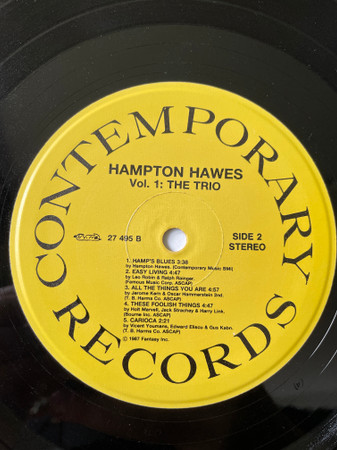 CONTEMPORARY
RECORDS
HAMPTON HAWES
Vol. 1: THE TRIO
27 495 B
SIDE 2
STEREO
1. HAMP'S BLUES 3:38
by Hampton Hawes. (Contemporary Music BMI)
2. EASY LIVING 4:47
by Leo Robin & Ralph Rainger.
(Famous Music Corp. ASCAP)
3. ALL THE THINGS YOU ARE 4:57
by Jerome Kern & Oscar Hammerstein 2nd.
(T. B. Harms Co. ASCAP)
4. THESE FOOLISH THINGS 4:47
by Holt Marvell, Jack Strachey & Harry Link.
(Bourne Inc. ASCAP)
5. CARIOCA 2:21
by Vicent Youmans, Edward Eliscu & Gus Kahn.
(T. B. Harms Co. ASCAP)
© 1987 Fantasy Inc.